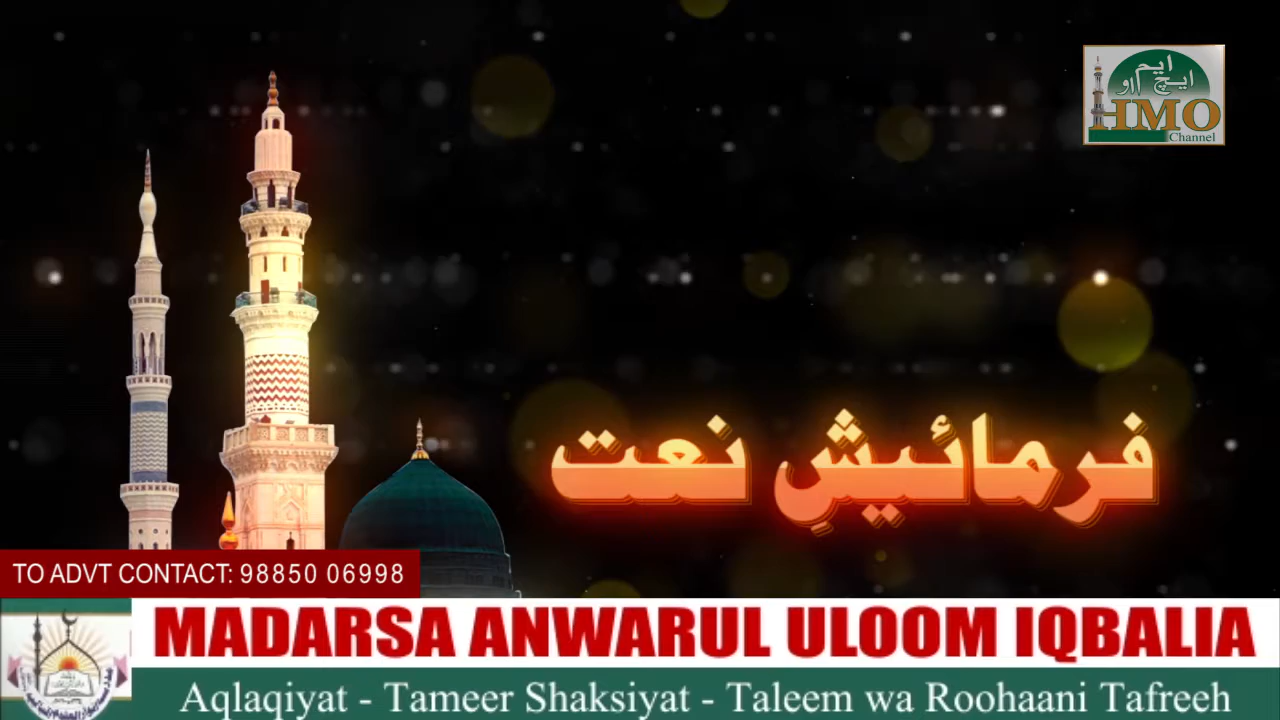 ایچ ایم او
HMO
Channel
فرمائیشِ نعت
TO ADVT CONTACT: 98850 06998
MADARSA ANWARUL ULOOM IQBALIA
Aqlaqiyat - Tameer Shaksiyat - Taleem wa Roohaani Tafreeh